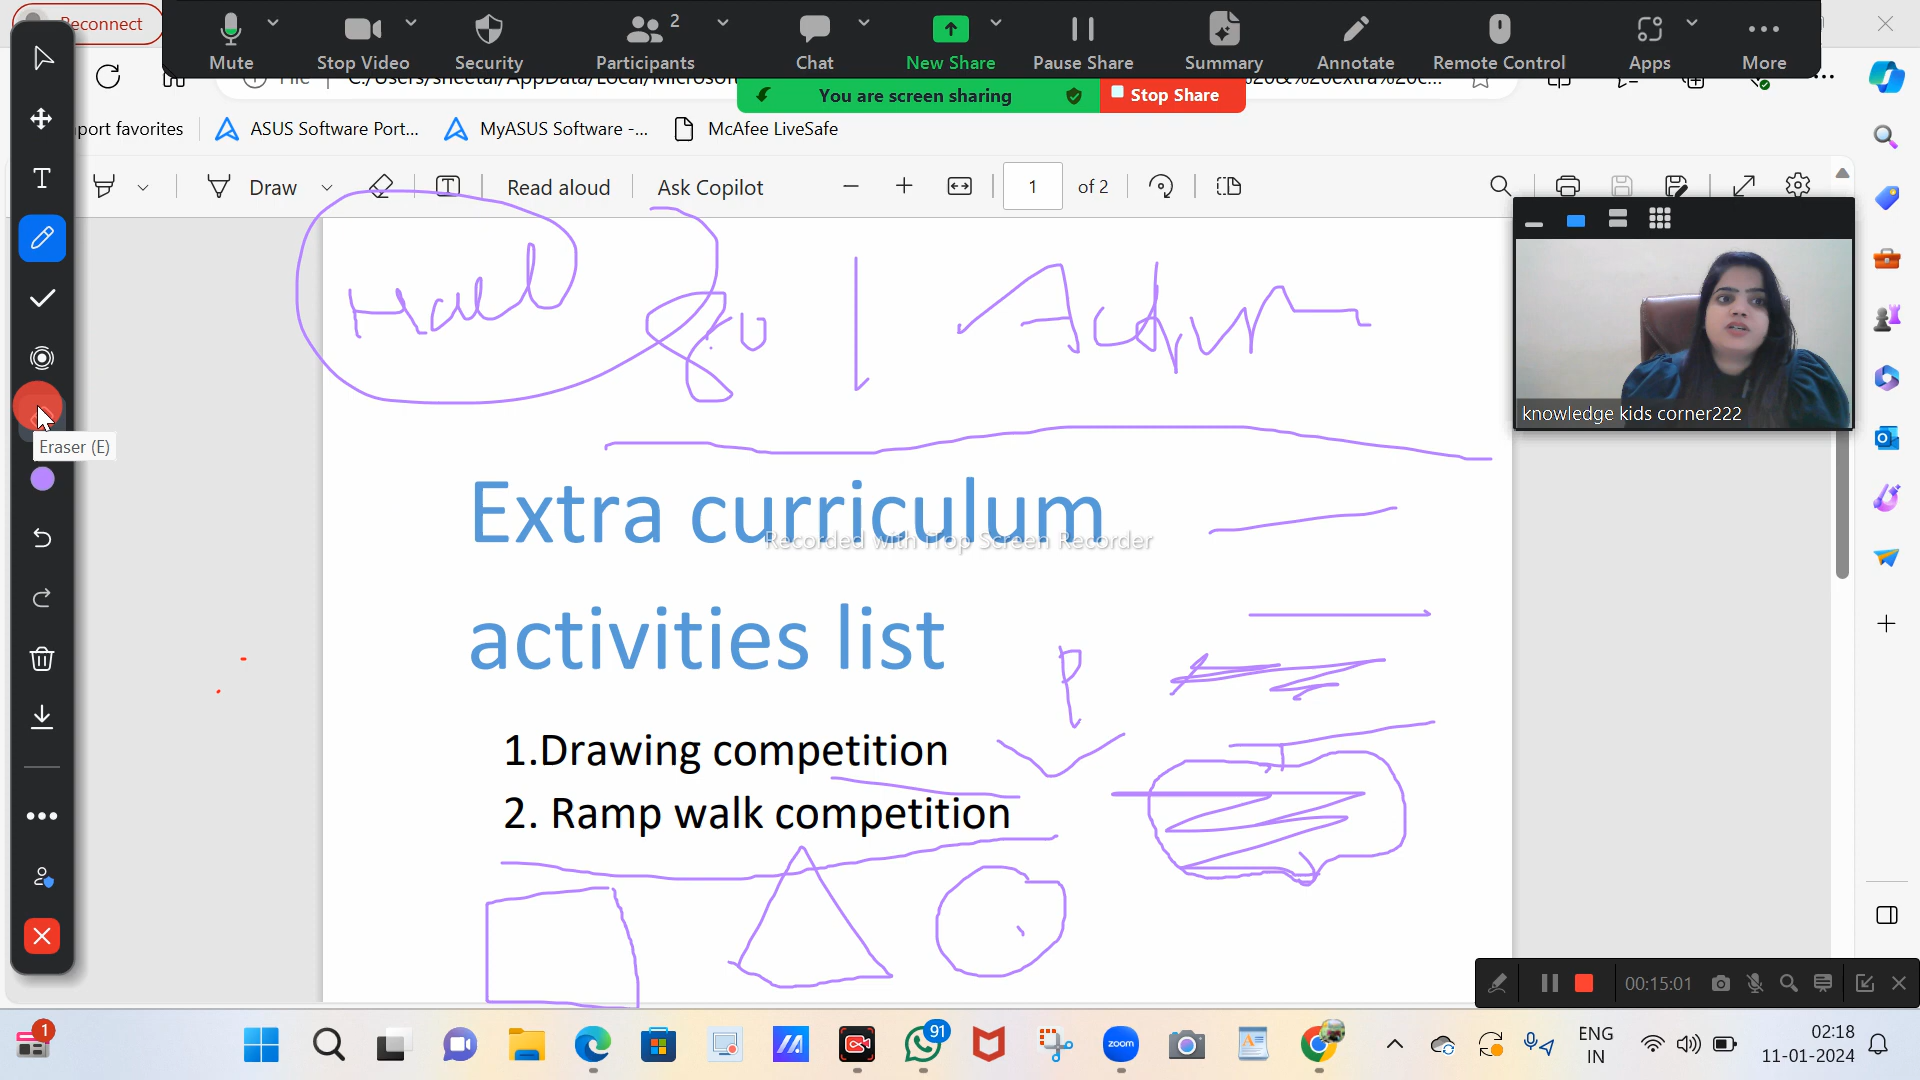 Reconnect
Mute
Stop Video
Security
Participants
2
Chat
New Share
Pause Share
Summary
Annotate
Remote Control
Apps
More
You are screen sharing
Stop Share
port favorites
ASUS Software Port...
MyASUS Software -...
McAfee LiveSafe
Draw
Read aloud
Ask Copilot
1
of 2
Hall
knowledge kids corner222
Eraser (E)
Extra curriculum
Recorded with iTop Screen Recorder
activities list
P
1.Drawing competition
2. Ramp walk competition
00:15:01
1
91
zoom
ENG
IN
02:18
11-01-2024